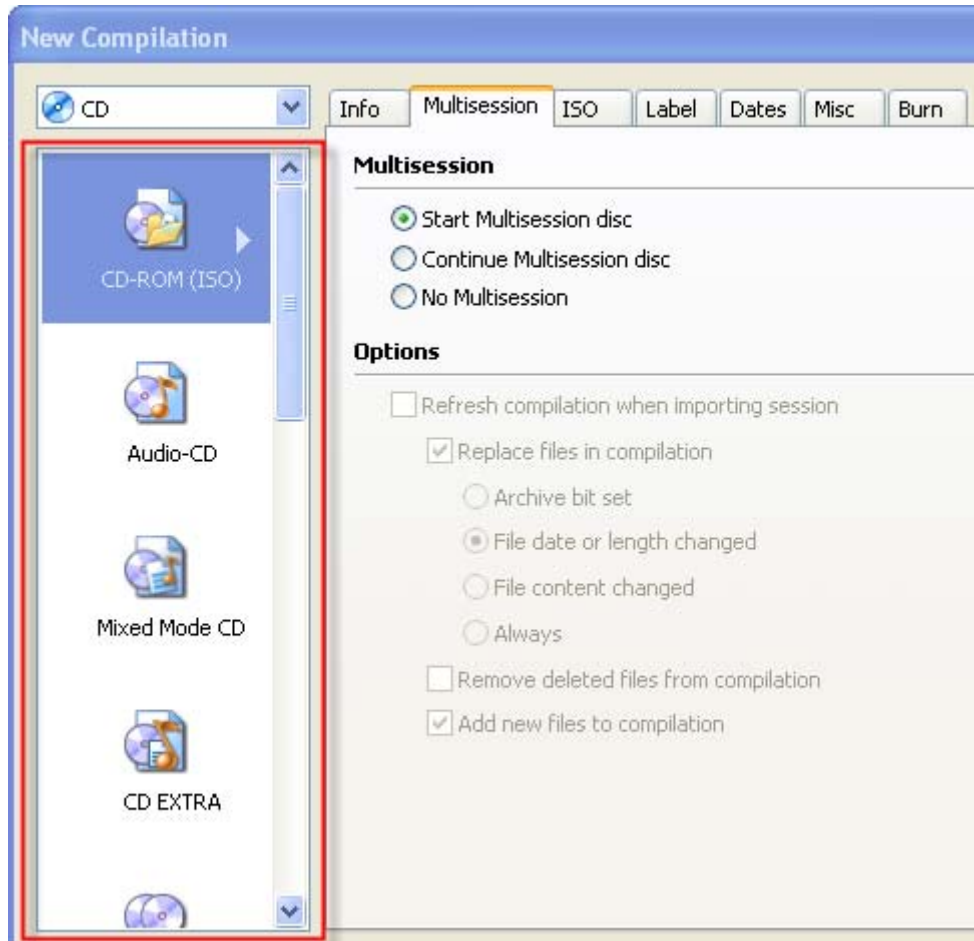 New Compilation
CD
Info Multisession ISO Label Dates Misc Burn
CD-ROM (ISO)
Audio-CD
Mixed Mode CD
CD EXTRA
Multisession
Start Multisession disc
Continue Multisession disc
No Multisession
Options
Refresh compilation when importing session
Replace files in compilation
Archive bit set
File date or length changed
File content changed
Always
Remove deleted files from compilation
Add new files to compilation